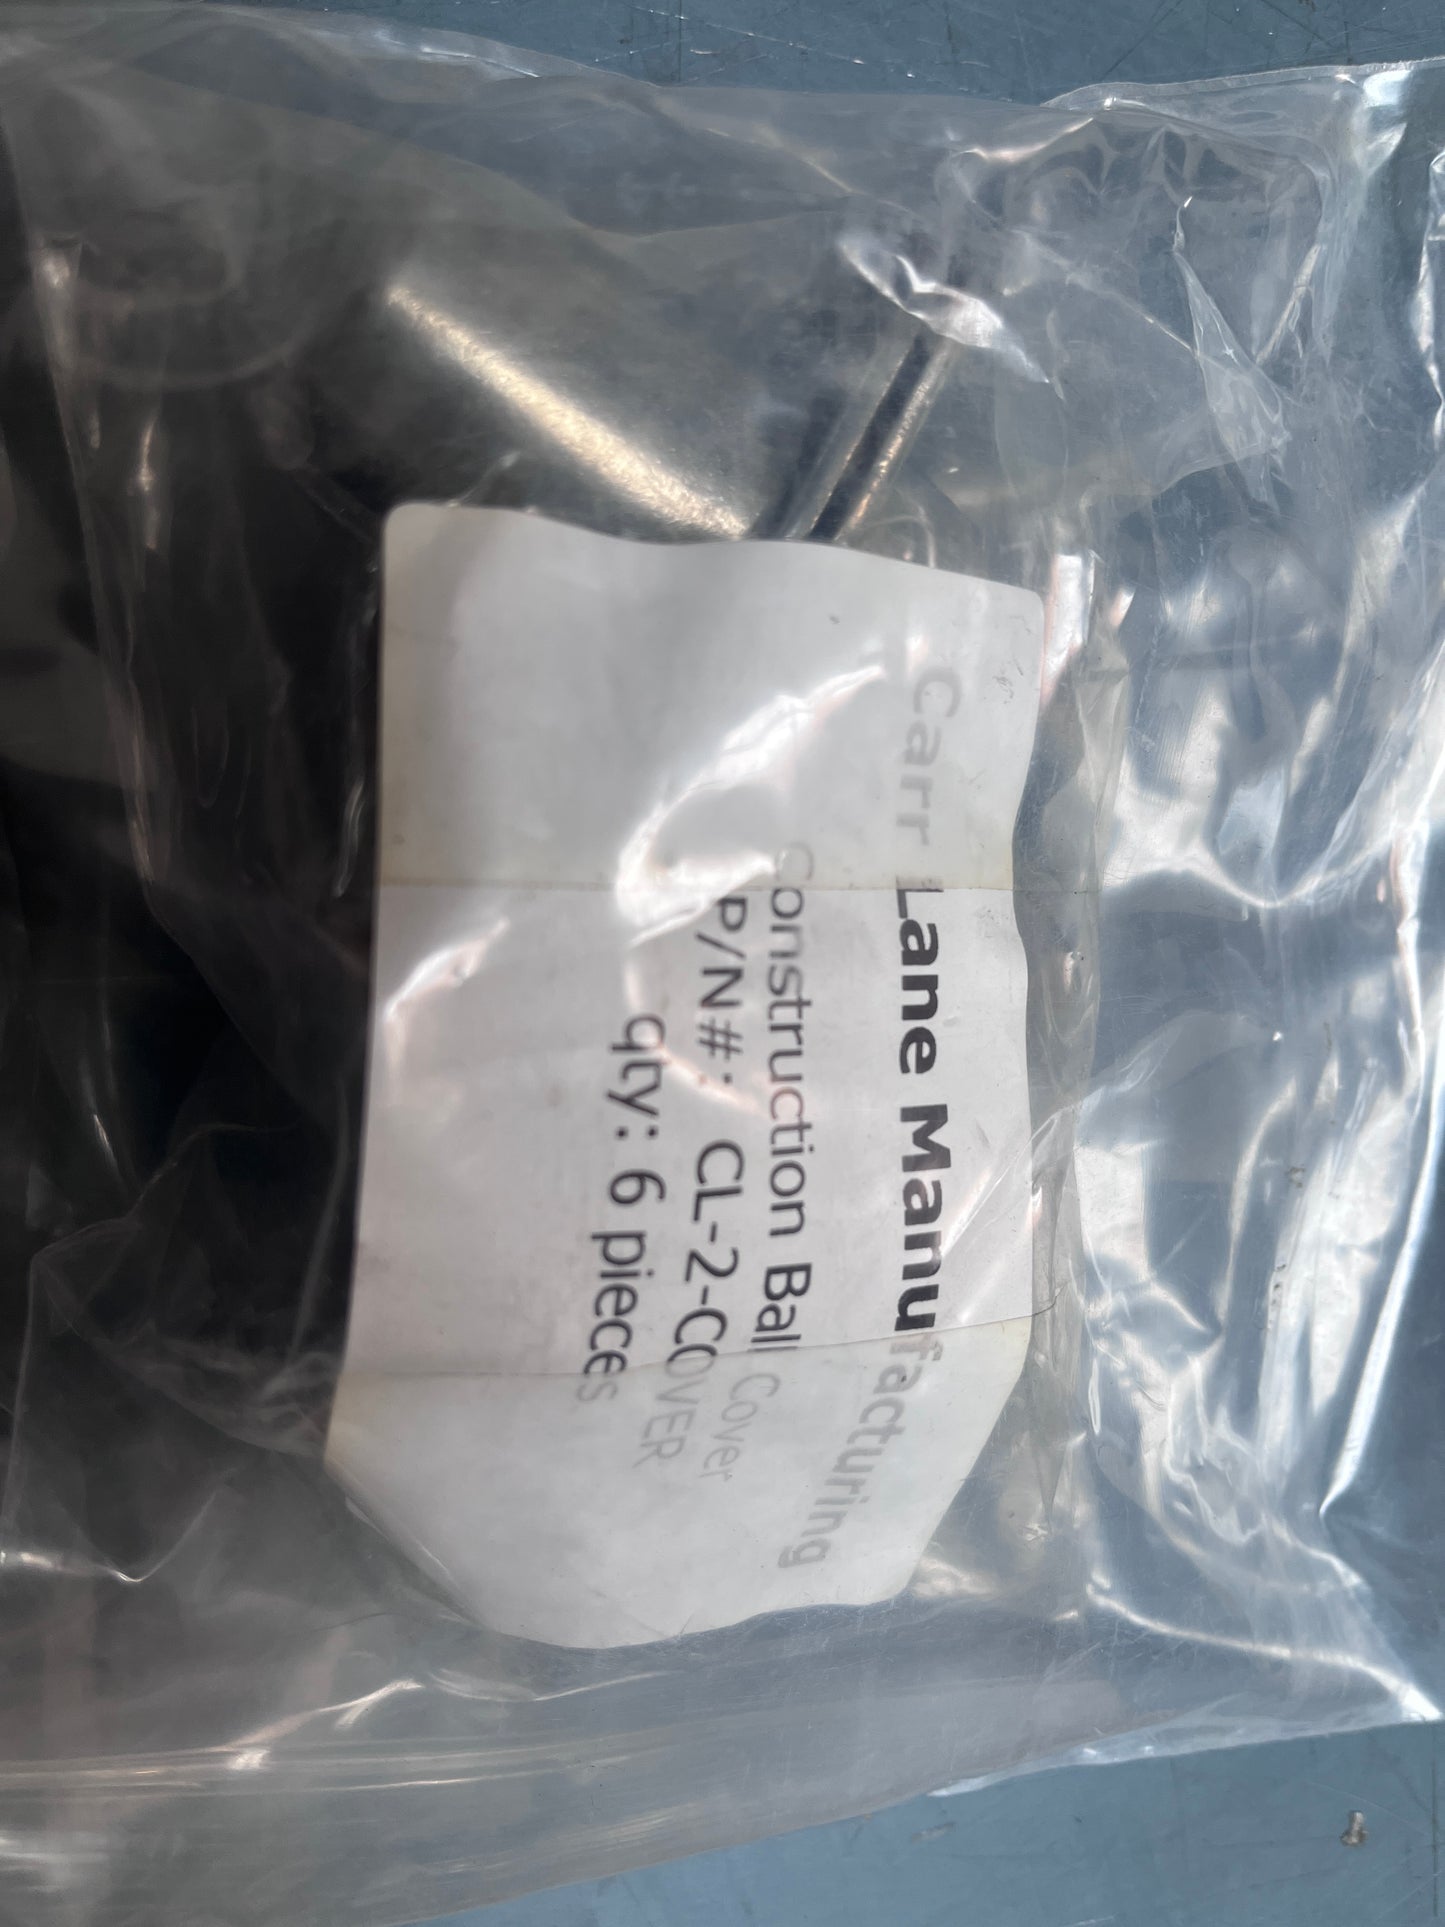 Carr Lane Manufacturing
Construction Ball Cover
P/N#: CL-2-COVER
qty: 6 pieces